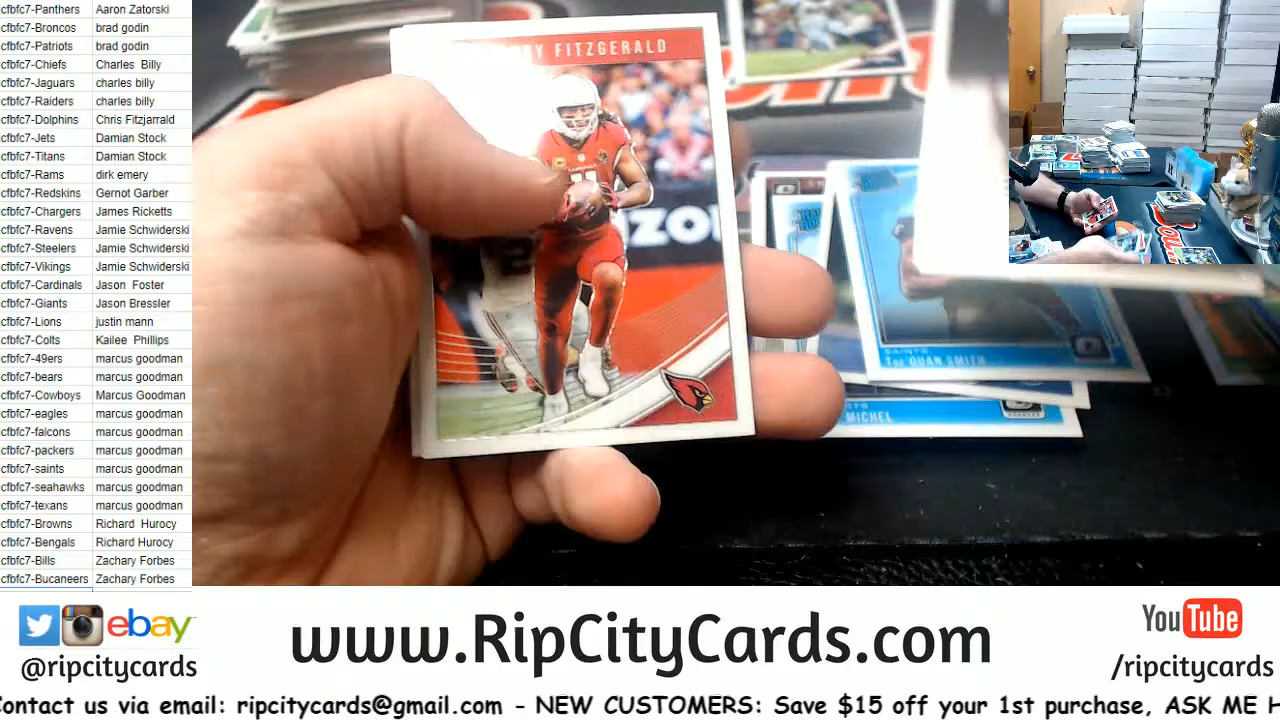 cfbfc7-Panthers Aaron Zatorski
cfbfc7-Broncos brad godin
cfbfc7-Patriots brad godin
cfbfc7-Chiefs Charles Billy
cfbfc7-Jaguars charles billy
cfbfc7-Raiders charles billy
cfbfc7-Dolphins Chris Fitzjarrald
cfbfc7-Jets Damian Stock
cfbfc7-Titans Damian Stock
cfbfc7-Rams dirk emery
cfbfc7-Redskins Gernot Garber
cfbfc7-Chargers James Ricketts
cfbfc7-Ravens Jamie Schwiderski
cfbfc7-Steelers Jamie Schwiderski
cfbfc7-Vikings Jamie Schwiderski
cfbfc7-Cardinals Jason Foster
cfbfc7-Giants Jason Bressler
cfbfc7-Lions justin mann
cfbfc7-Colts Kailee Phillips
cfbfc7-49ers marcus goodman
cfbfc7-bears marcus goodman
cfbfc7-Cowboys Marcus Goodman
cfbfc7-eagles marcus goodman
cfbfc7-falcons marcus goodman
cfbfc7-packers marcus goodman
cfbfc7-saints marcus goodman
cfbfc7-seahawks marcus goodman
cfbfc7-texans marcus goodman
cfbfc7-Browns Richard Hurocy
cfbfc7-Bengals Richard Hurocy
cfbfc7-Bills Zachary Forbes
cfbfc7-Bucaneers Zachary Forbes
RY FITZGERALD
ZO
SAINTS
TRE'QUAN SMITH
MICHEL
ebay
@ripcitycards
www.RipCityCards.com
YouTube
/ripcitycards
Contact us via email: ripcitycards@gmail.com - NEW CUSTOMERS: Save $15 off your 1st purchase, ASK ME H